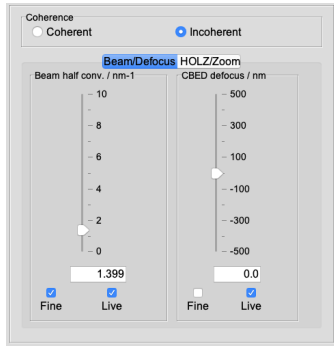 Coherence
Coherent Incoherent
Beam/Defocus HOLZ/Zoom
Beam half conv. / nm-1 CBED defocus / nm
10 500
8 300
6 100
4 -100
2 -300
0 -500
1.399 0.0
Fine Live Fine Live